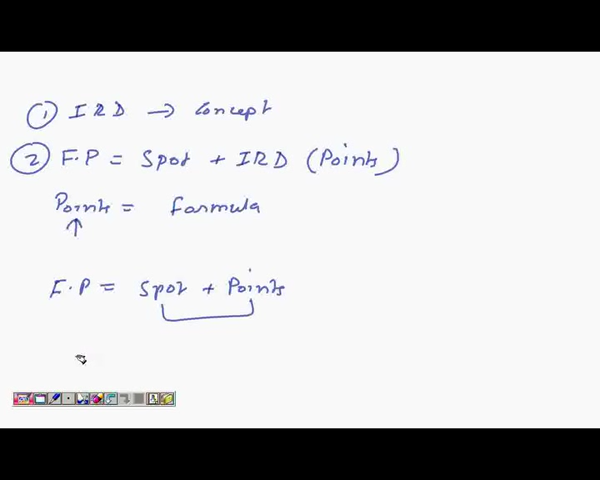 ① IRD → Concept
② F.P = Spot + IRD (Points)
Points = Formula
↑
F.P = Spot + Points